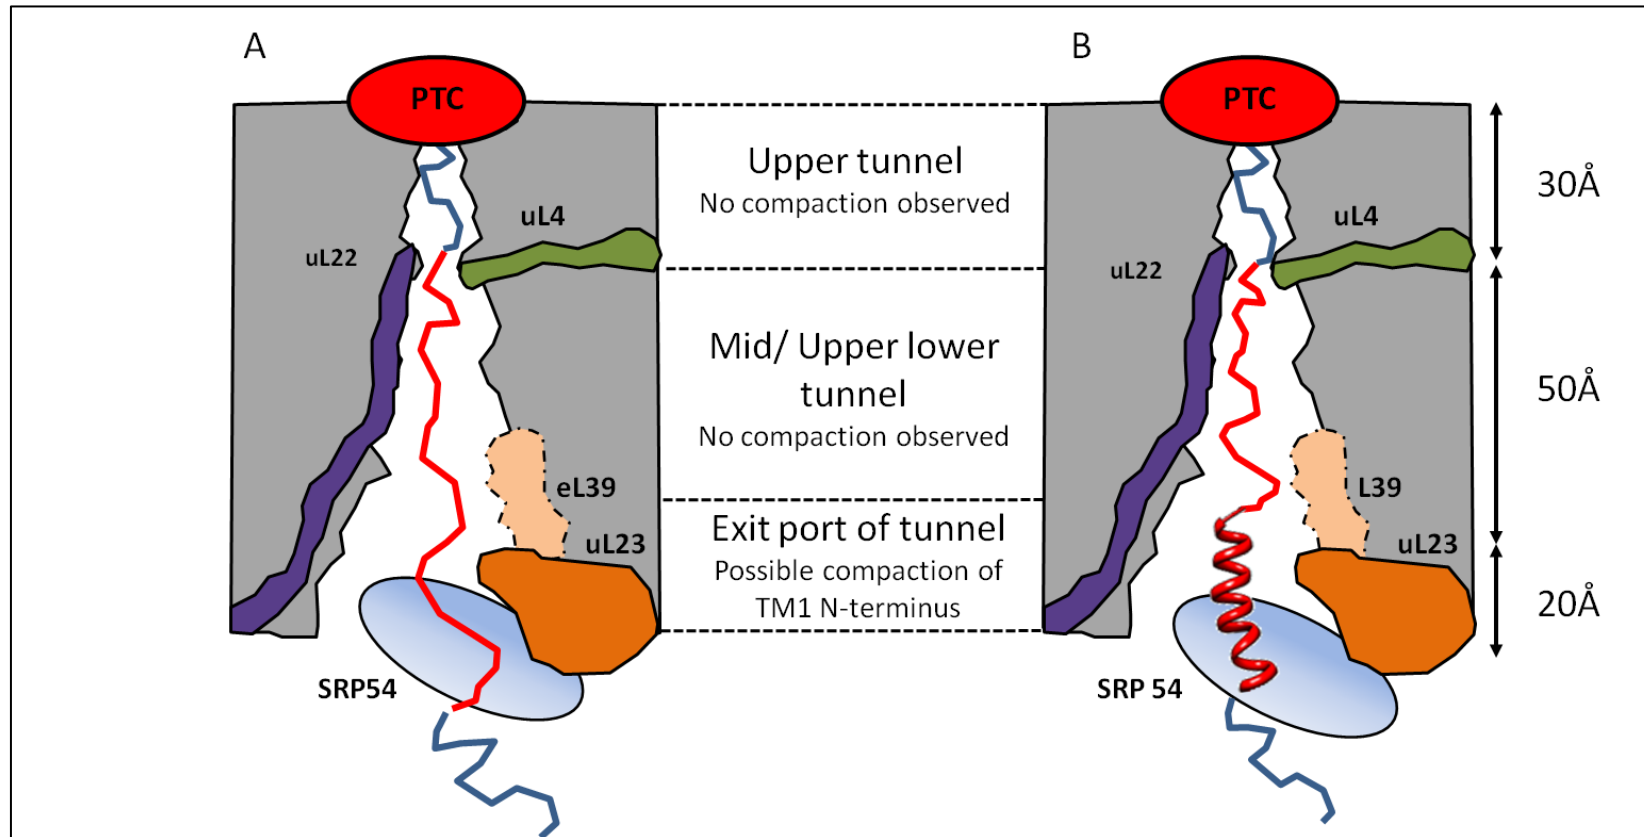 A
B
PTC
PTC
Upper tunnel
No compaction observed
30Å
uL4
uL4
uL22
uL22
Mid/ Upper lower
tunnel
No compaction observed
50Å
eL39
L39
Exit port of tunnel
uL23
uL23
Possible compaction of
TM1 N-terminus
20Å
SRP54
SRP 54